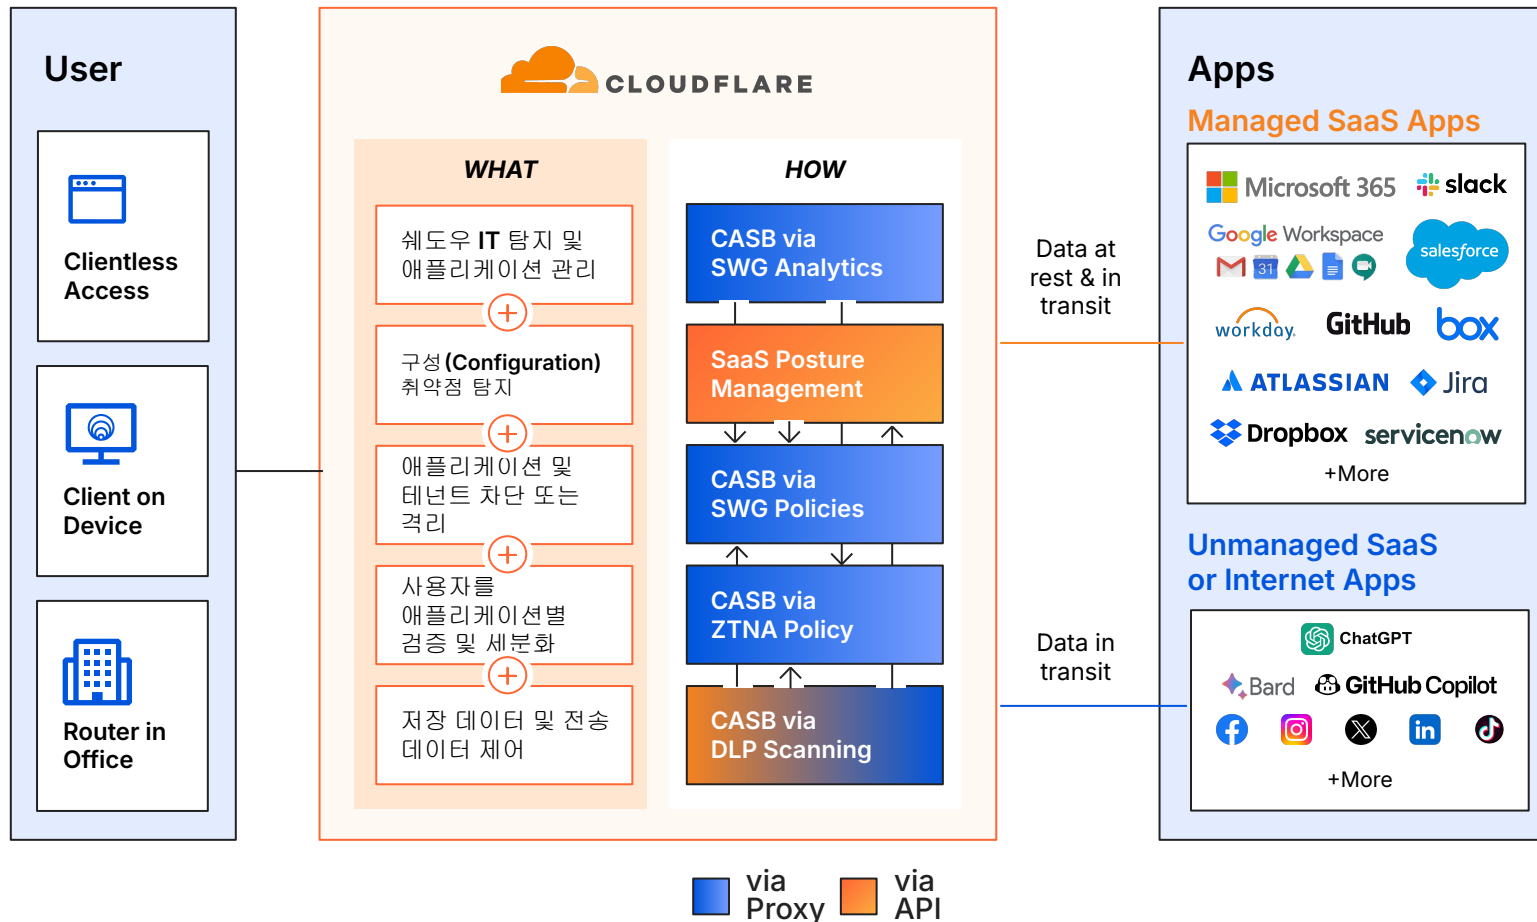 User
Clientless
Access
Client on
Device
Router in
Office
CLOUDFLARE
WHAT
쉐도우 IT 탐지 및
애플리케이션 관리
구성(Configuration)
취약점 탐지
애플리케이션 및
테넌트 차단 또는
격리
사용자를
애플리케이션별
검증 및 세분화
저장 데이터 및 전송
데이터 제어
HOW
CASB via
SWG Analytics
SaaS Posture
Management
CASB via
SWG Policies
CASB via
ZTNA Policy
CASB via
DLP Scanning
Data at
rest & in
transit
Data in
transit
Apps
Managed SaaS Apps
Microsoft 365
slack
Google Workspace
31
salesforce
workday.
GitHub
box
ATLASSIAN
Jira
Dropbox
servicenow
+More
Unmanaged SaaS
or Internet Apps
ChatGPT
Bard
GitHub Copilot
in
+More
via
Proxy
via
API